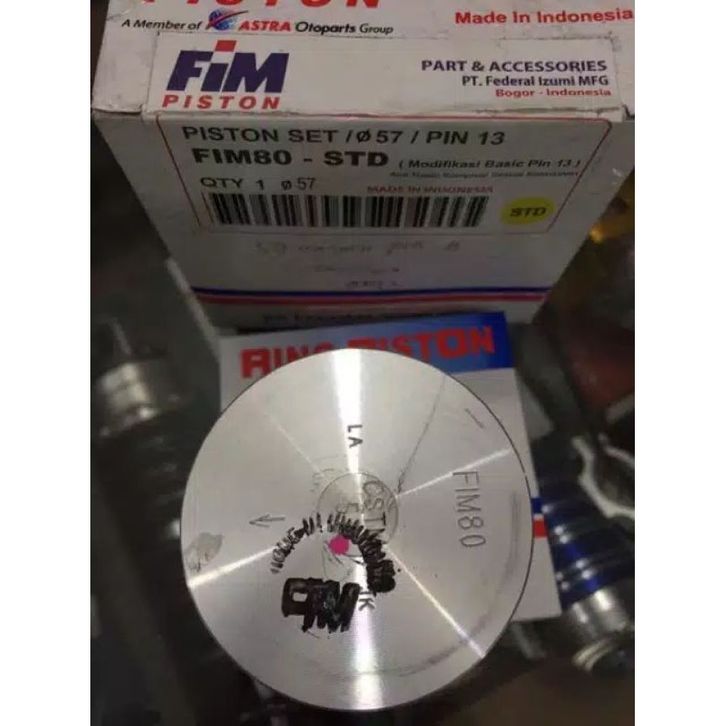 PISTON
A Member of ASTRA Otoparts Group
Made In Indonesia
FIM
PISTON
PART & ACCESSORIES
PT. Federal Izumi MFG
Bogor - Indonesia
PISTON SET / Ø 57 / PIN 13
FIM80 - STD ( Modifikasi Basic Pin 13 )
QTY 1 Ø 57
MADE IN INDONESIA
STD
RING PISTON
LA
FIM80
FIM